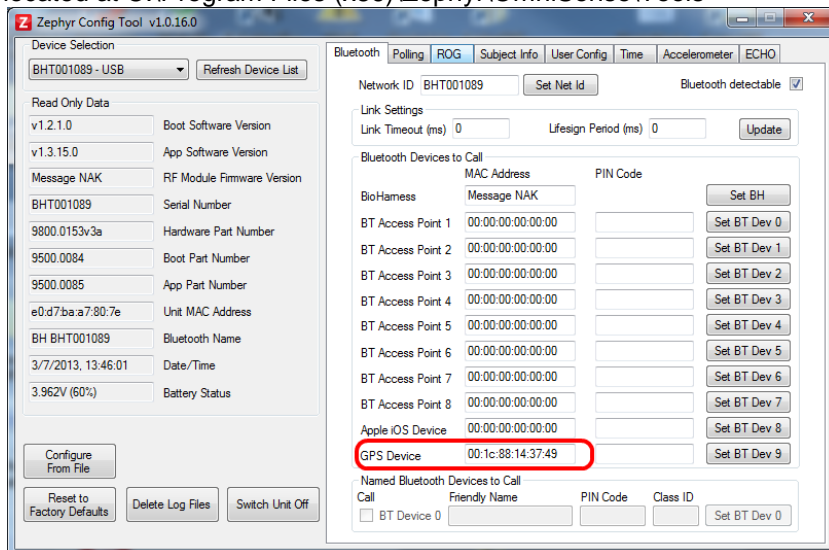 located at C:\Program Files (x86)\Zephyr\OmniSense\Tools
Zephyr Config Tool v1.0.16.0
Device Selection
BHT001089 - USB
Refresh Device List
Read Only Data
v1.2.1.0 Boot Software Version
v1.3.15.0 App Software Version
Message NAK RF Module Firmware Version
BHT001089 Serial Number
9800.0153v3a Hardware Part Number
9500.0084 Boot Part Number
9500.0085 App Part Number
e0:d7:ba:a7:80:7e Unit MAC Address
BH BHT001089 Bluetooth Name
3/7/2013, 13:46:01 Date/Time
3.962V (60%) Battery Status
Configure
From File
Reset to
Factory Defaults
Delete Log Files
Switch Unit Off
Bluetooth Polling ROG Subject Info User Config Time Accelerometer ECHO
Network ID BHT001089 Set Net Id Bluetooth detectable
Link Settings
Link Timeout (ms) 0 Lifesign Period (ms) 0 Update
Bluetooth Devices to Call
MAC Address PIN Code
BioHarness Message NAK Set BH
BT Access Point 1 00:00:00:00:00:00 Set BT Dev 0
BT Access Point 2 00:00:00:00:00:00 Set BT Dev 1
BT Access Point 3 00:00:00:00:00:00 Set BT Dev 2
BT Access Point 4 00:00:00:00:00:00 Set BT Dev 3
BT Access Point 5 00:00:00:00:00:00 Set BT Dev 4
BT Access Point 6 00:00:00:00:00:00 Set BT Dev 5
BT Access Point 7 00:00:00:00:00:00 Set BT Dev 6
BT Access Point 8 00:00:00:00:00:00 Set BT Dev 7
Apple iOS Device 00:00:00:00:00:00 Set BT Dev 8
GPS Device 00:1c:88:14:37:49 Set BT Dev 9
Named Bluetooth Devices to Call
Call Friendly Name PIN Code Class ID
BT Device 0 Set BT Dev 0